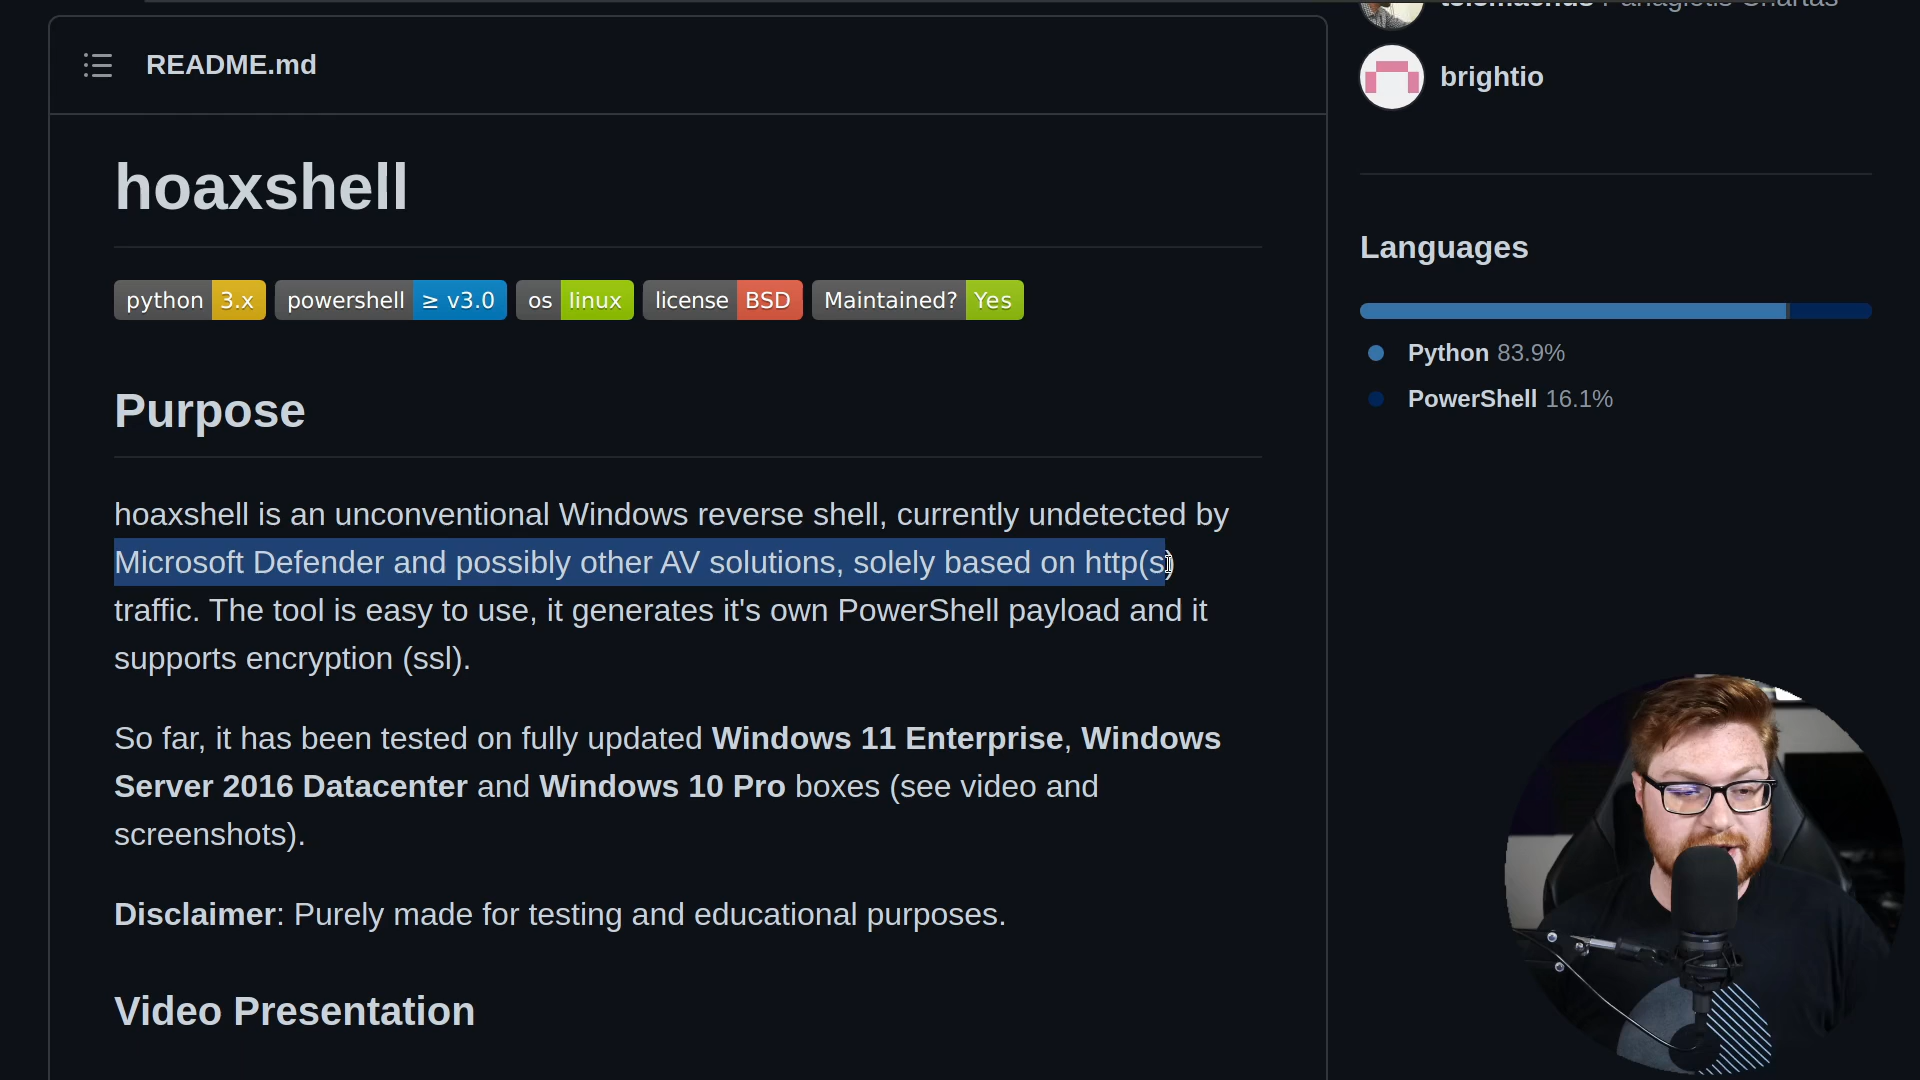 README.md
brightio
hoaxshell
python 3.x powershell ≥ v3.0 os linux license BSD Maintained? Yes
Purpose
hoaxshell is an unconventional Windows reverse shell, currently undetected by
Microsoft Defender and possibly other AV solutions, solely based on http(s)
traffic. The tool is easy to use, it generates it's own PowerShell payload and it
supports encryption (ssl).
So far, it has been tested on fully updated Windows 11 Enterprise, Windows
Server 2016 Datacenter and Windows 10 Pro boxes (see video and
screenshots).
Disclaimer: Purely made for testing and educational purposes.
Video Presentation
Languages
Python 83.9%
PowerShell 16.1%